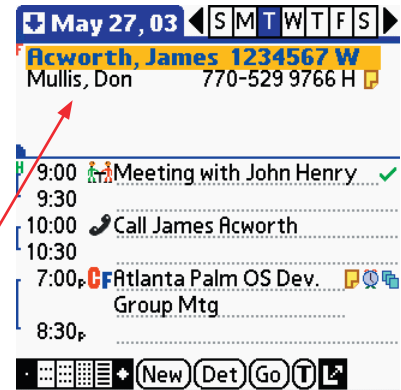 May 27, 03 S M T W T F S
F
Acworth, James 1234567 W
Mullis, Don 770-529 9766 H
9:00 Meeting with John Henry
9:30
10:00 Call James Acworth
10:30
7:00P CF Atlanta Palm OS Dev.
Group Mtg
8:30P
New Det Go T